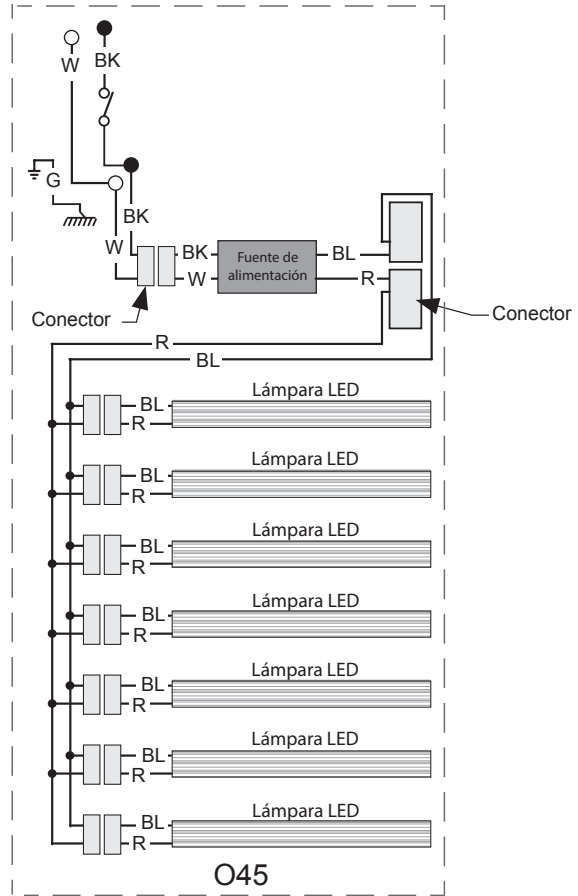 W
BK
G
BK
W
BK
W
Fuente de
alimentación
BL
R
Conector
Conector
R
BL
Lámpara LED
BL
R
Lámpara LED
BL
R
Lámpara LED
BL
R
Lámpara LED
BL
R
Lámpara LED
BL
R
Lámpara LED
BL
R
Lámpara LED
BL
R
O45